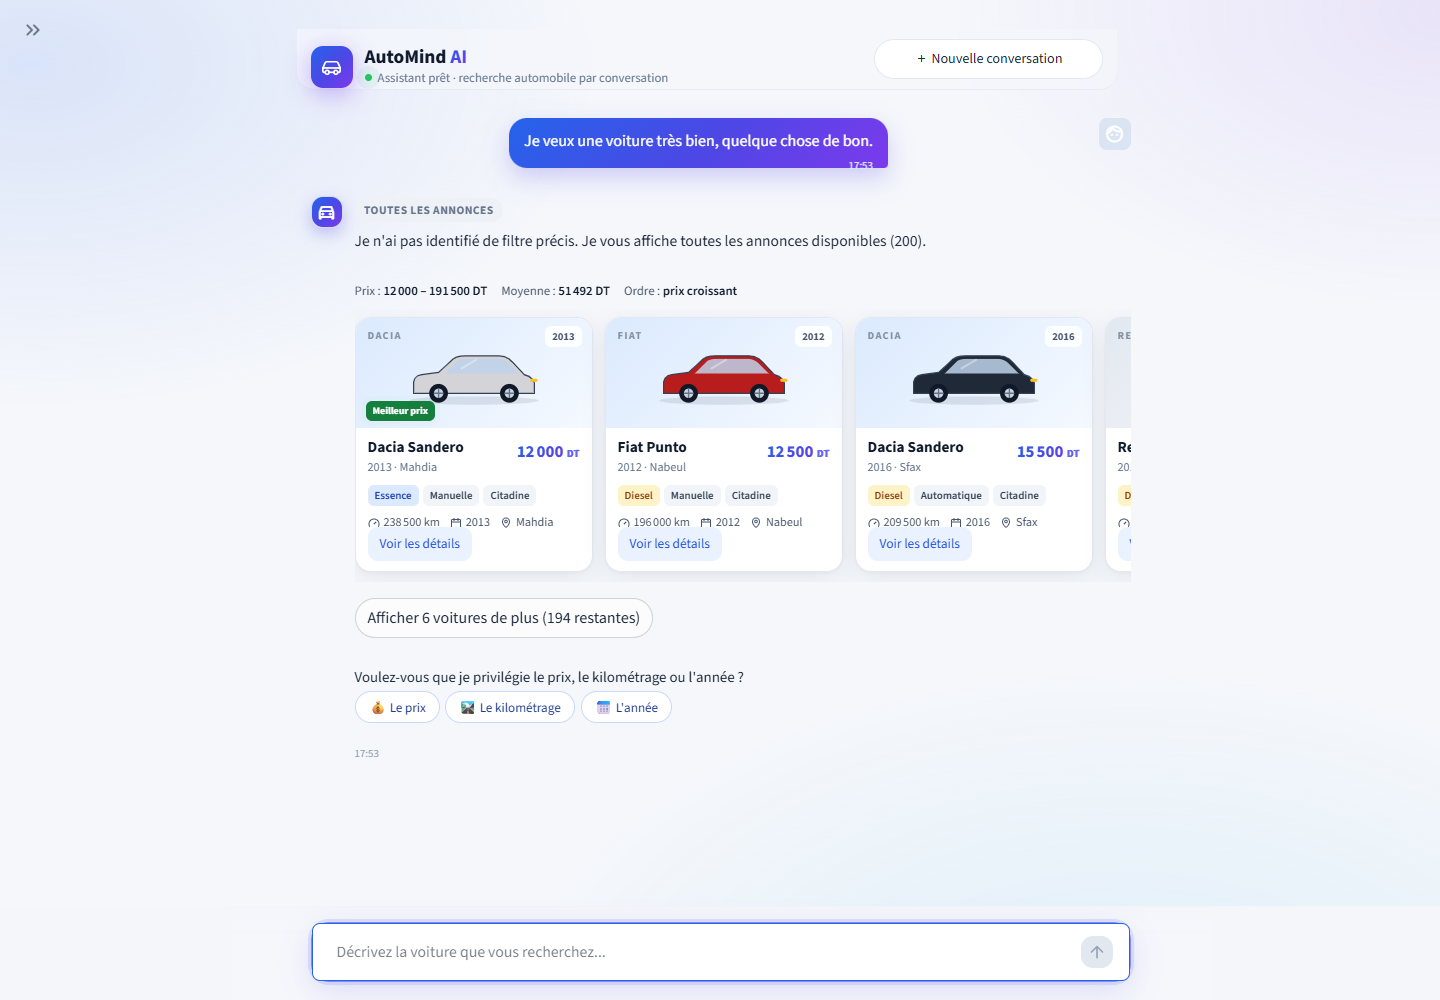 AutoMind AI
Assistant prêt · recherche automobile par conversation
+ Nouvelle conversation
Je veux une voiture très bien, quelque chose de bon.
17:53
TOUTES LES ANNONCES
Je n'ai pas identifié de filtre précis. Je vous affiche toutes les annonces disponibles (200).
Prix : 12 000 – 191 500 DT Moyenne : 51 492 DT Ordre : prix croissant
DACIA 2013
Meilleur prix
Dacia Sandero 12 000 DT
2013 · Mahdia
Essence Manuelle Citadine
238 500 km 2013 Mahdia
Voir les détails
FIAT 2012
Fiat Punto 12 500 DT
2012 · Nabeul
Diesel Manuelle Citadine
196 000 km 2012 Nabeul
Voir les détails
DACIA 2016
Dacia Sandero 15 500 DT
2016 · Sfax
Diesel Automatique Citadine
209 500 km 2016 Sfax
Voir les détails
RE
Re
20
D
Afficher 6 voitures de plus (194 restantes)
Voulez-vous que je privilégie le prix, le kilométrage ou l'année ?
Le prix Le kilométrage L'année
17:53
Décrivez la voiture que vous recherchez...